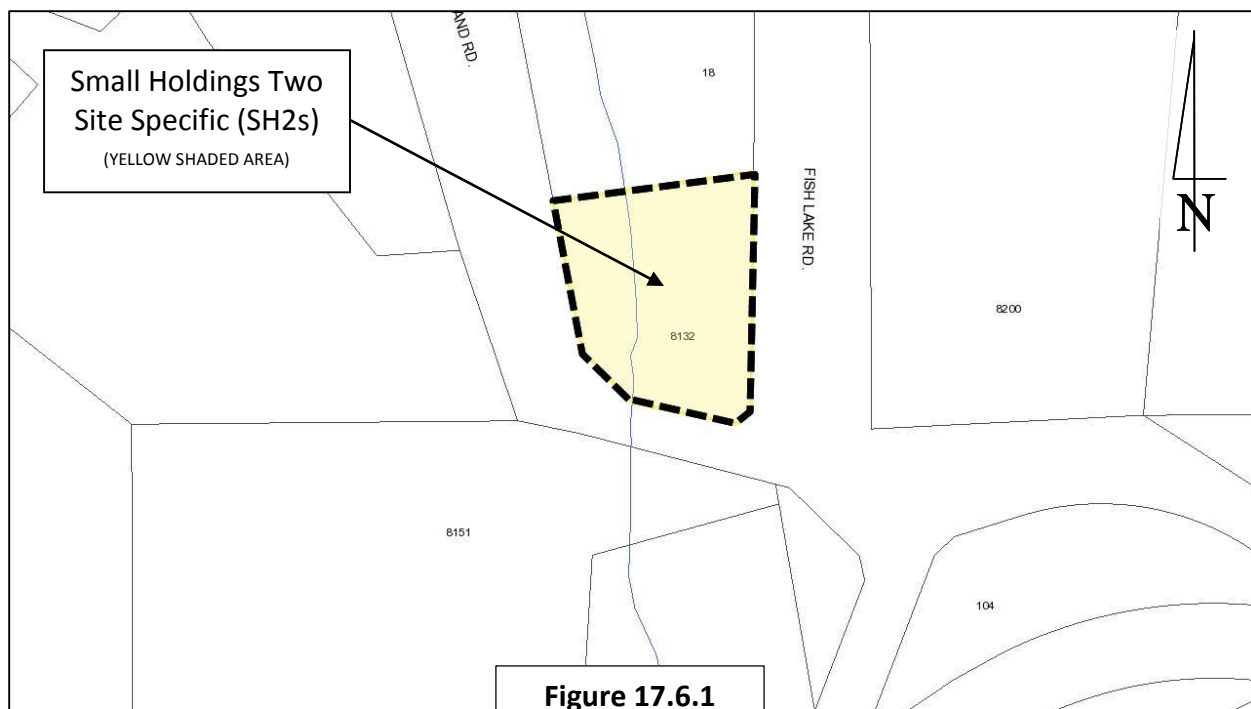 Small Holdings Two
Site Specific (SH2s)
(YELLOW SHADED AREA)
AND RD.
18
FISH LAKE RD.
N
8132
8200
8151
104
Figure 17.6.1